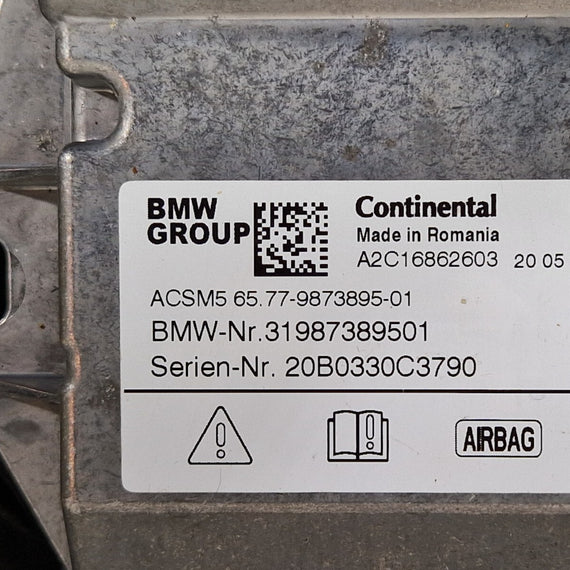 BMW
GROUP
Continental
Made in Romania
A2C16862603 20 05
ACSM5 65.77-9873895-01
BMW-Nr.31987389501
Serien-Nr. 20B0330C3790
AIRBAG